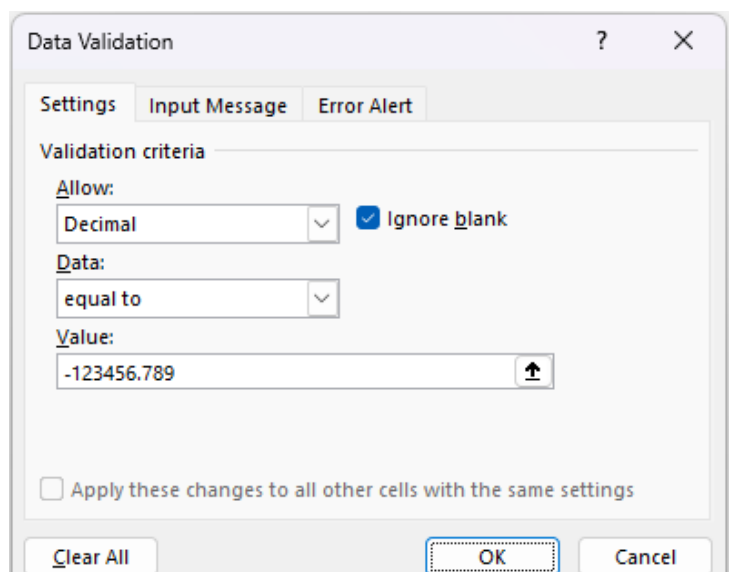 Data Validation ? ×
Settings Input Message Error Alert
Validation criteria
Allow:
Decimal Ignore blank
Data:
equal to
Value:
-123456.789
Apply these changes to all other cells with the same settings
Clear All OK Cancel